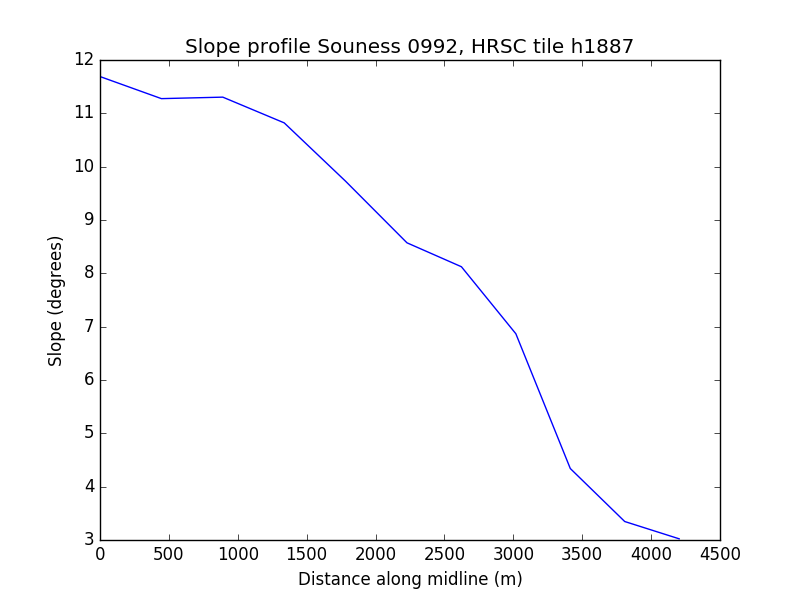 Slope profile Souness 0992, HRSC tile h1887
12
11
10
9
8
7
6
5
4
3
Slope (degrees)
0 500 1000 1500 2000 2500 3000 3500 4000 4500
Distance along midline (m)